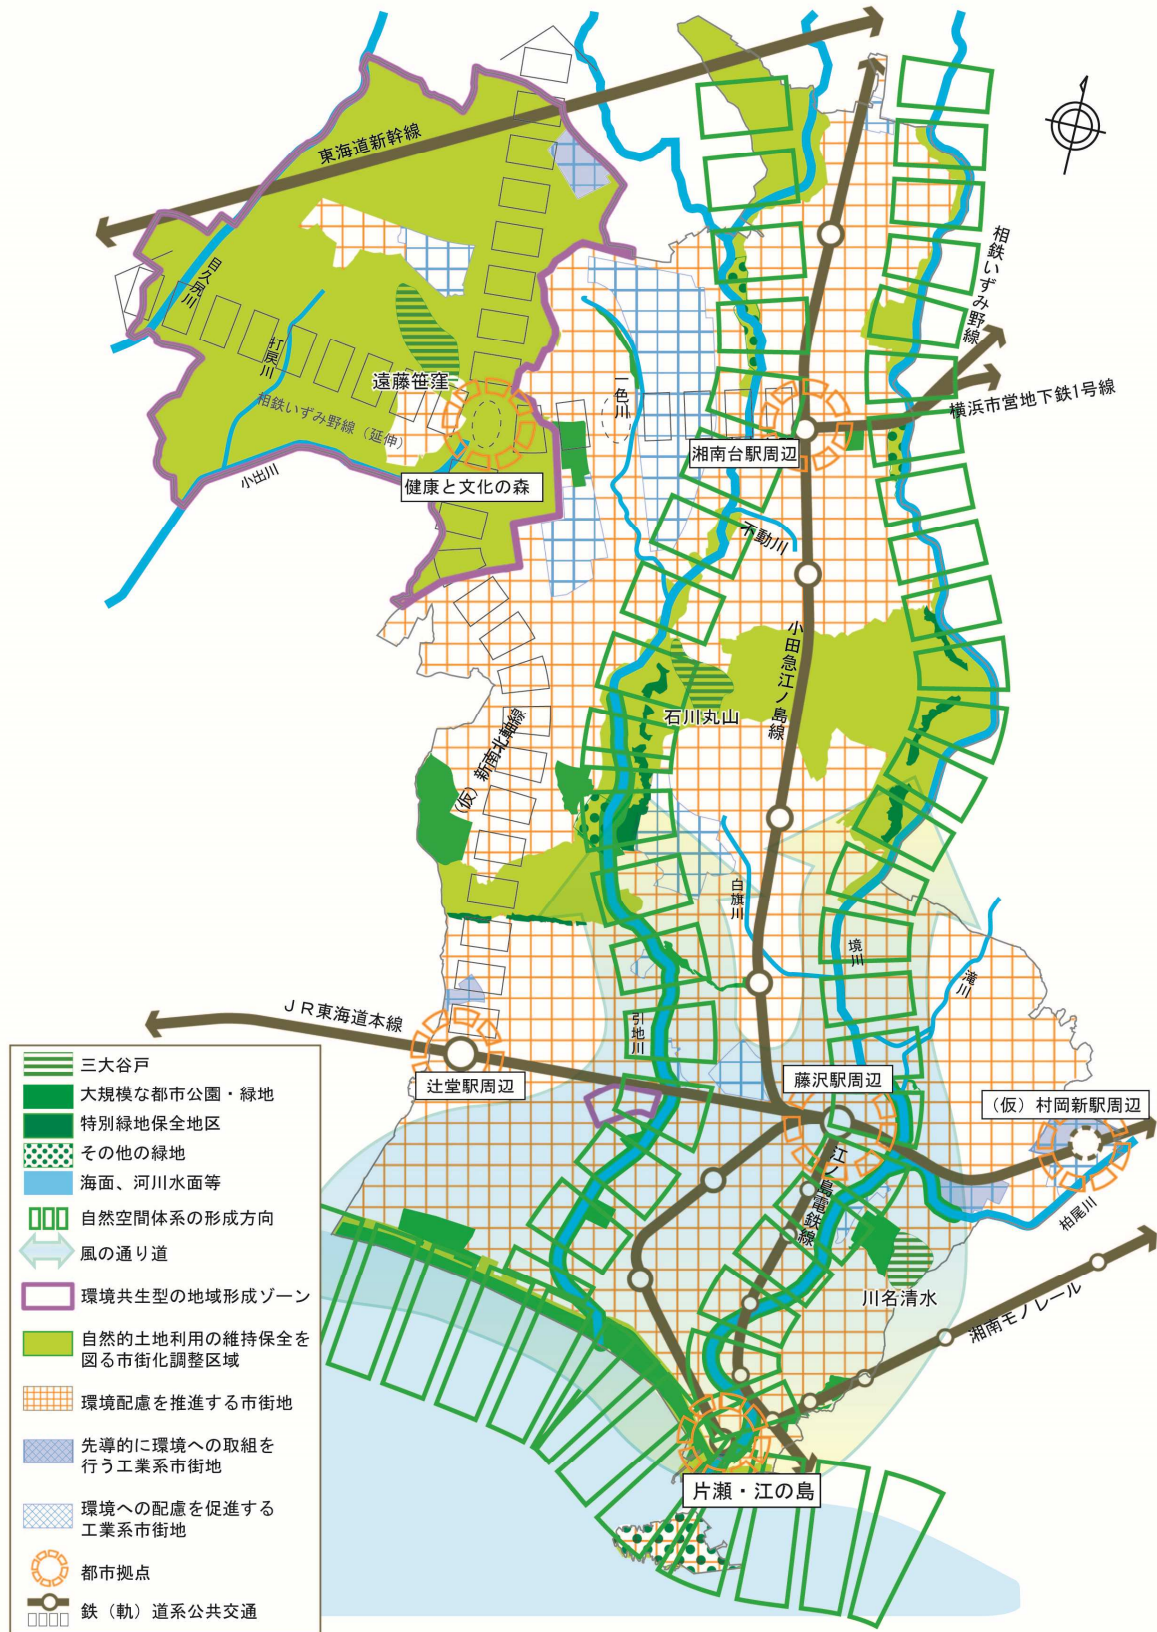 東海道新幹線
目久尻川
打戻川
相鉄いずみ野線（延伸）
小出川
遠藤笹窪
健康と文化の森
一色川
相鉄いずみ野線
横浜市営地下鉄1号線
湘南台駅周辺
不動川
小田急江ノ島線
石川丸山
（仮）新南北軸線
白旗川
境川
滝川
引地川
ＪＲ東海道本線
辻堂駅周辺
藤沢駅周辺
（仮）村岡新駅周辺
江ノ島電鉄線
柏尾川
川名清水
湘南モノレール
片瀬・江の島
三大谷戸
大規模な都市公園・緑地
特別緑地保全地区
その他の緑地
海面、河川水面等
自然空間体系の形成方向
風の通り道
環境共生型の地域形成ゾーン
自然的土地利用の維持保全を
図る市街化調整区域
環境配慮を推進する市街地
先導的に環境への取組を
行う工業系市街地
環境への配慮を促進する
工業系市街地
都市拠点
鉄（軌）道系公共交通